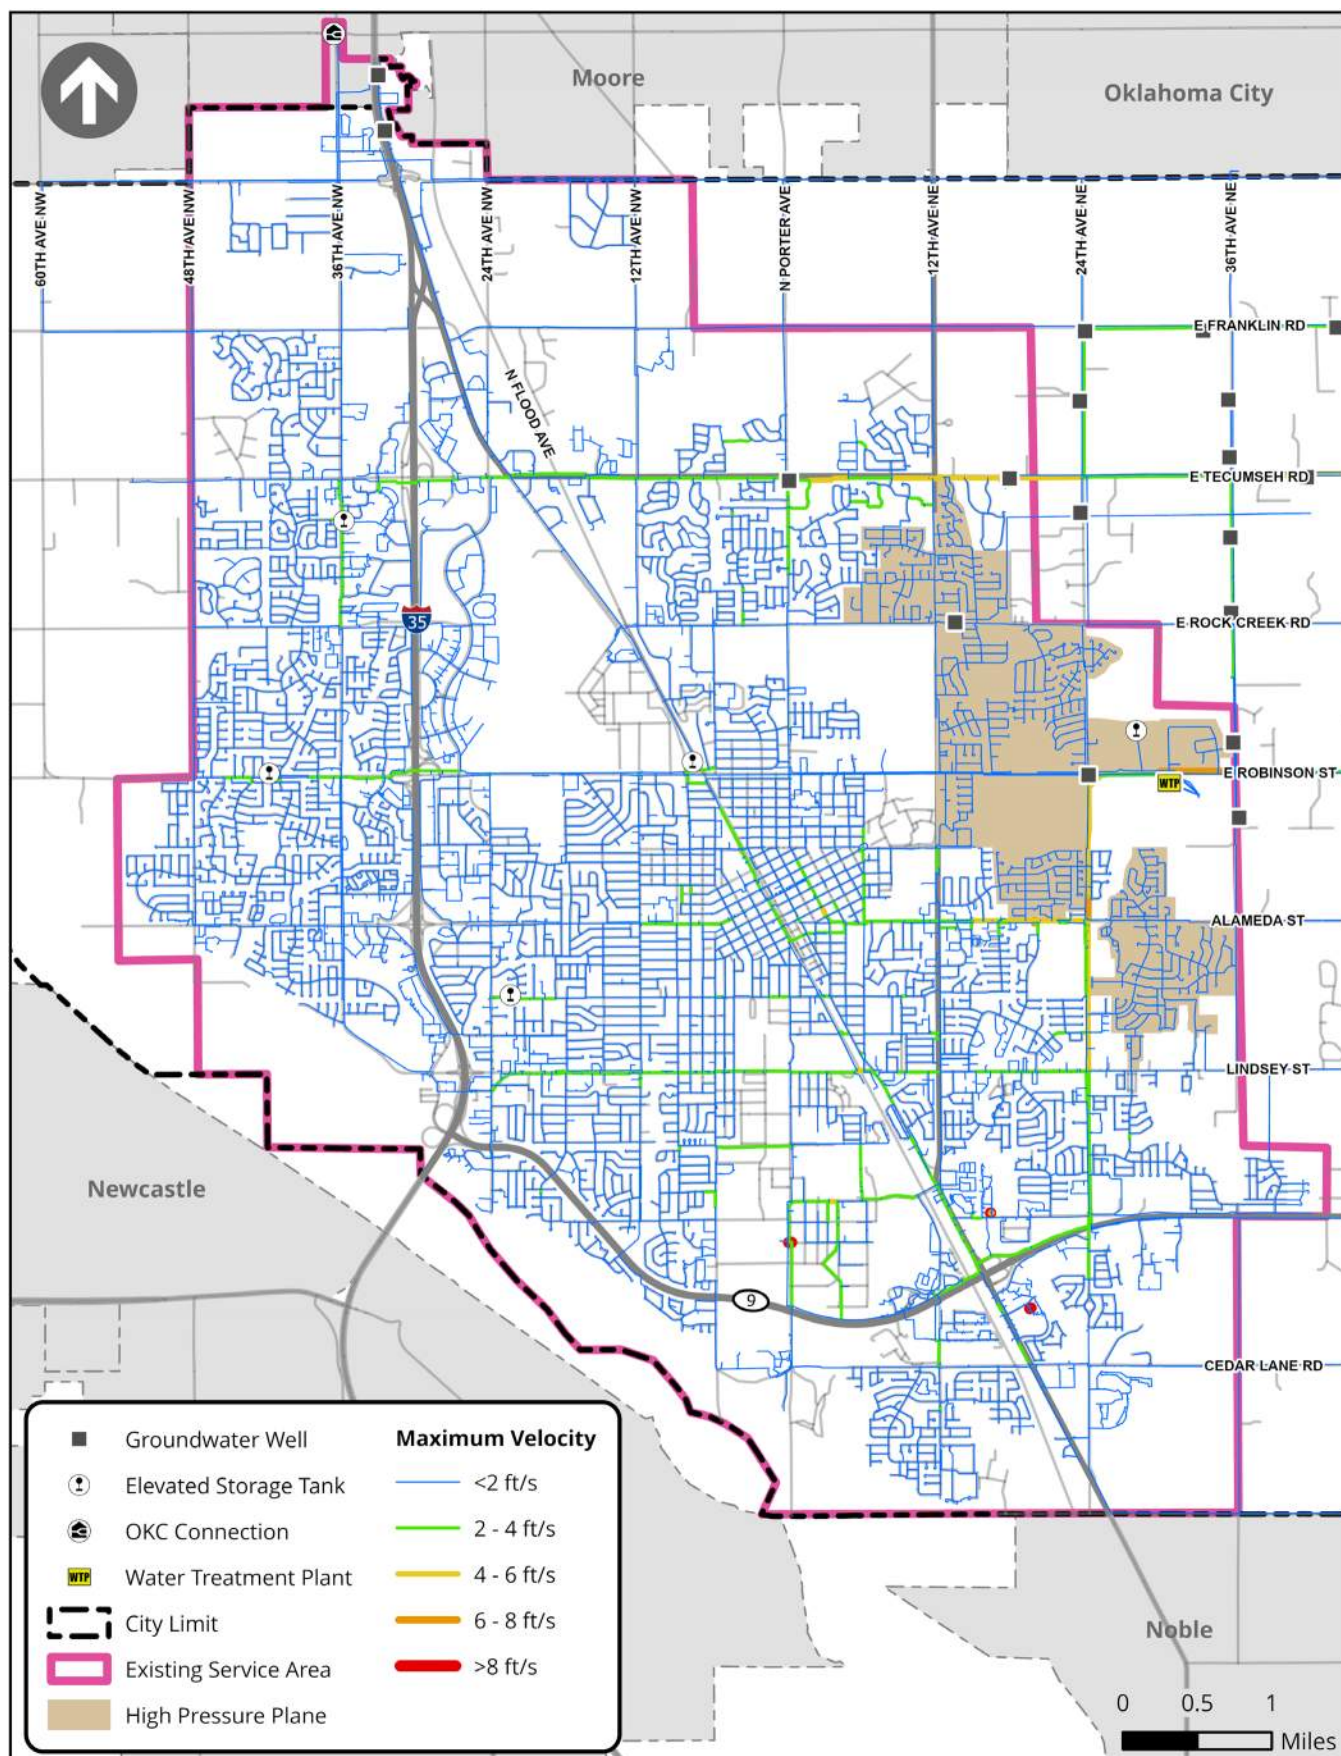 Moore
Oklahoma City
60TH AVE NW
48TH AVE NW
36TH AVE NW
24TH AVE NW
12TH AVE NW
N PORTER AVE
12TH AVE NE
24TH AVE NE
36TH AVE NE
E FRANKLIN RD
N FLOOD AVE
E TECUMSEH RD
35
E ROCK CREEK RD
E ROBINSON ST
WTP
ALAMEDA ST
LINDSEY ST
Newcastle
9
CEDAR LANE RD
Groundwater Well
Elevated Storage Tank
OKC Connection
WTP Water Treatment Plant
City Limit
Existing Service Area
High Pressure Plane
Maximum Velocity
<2 ft/s
2 - 4 ft/s
4 - 6 ft/s
6 - 8 ft/s
>8 ft/s
Noble
0 0.5 1
Miles